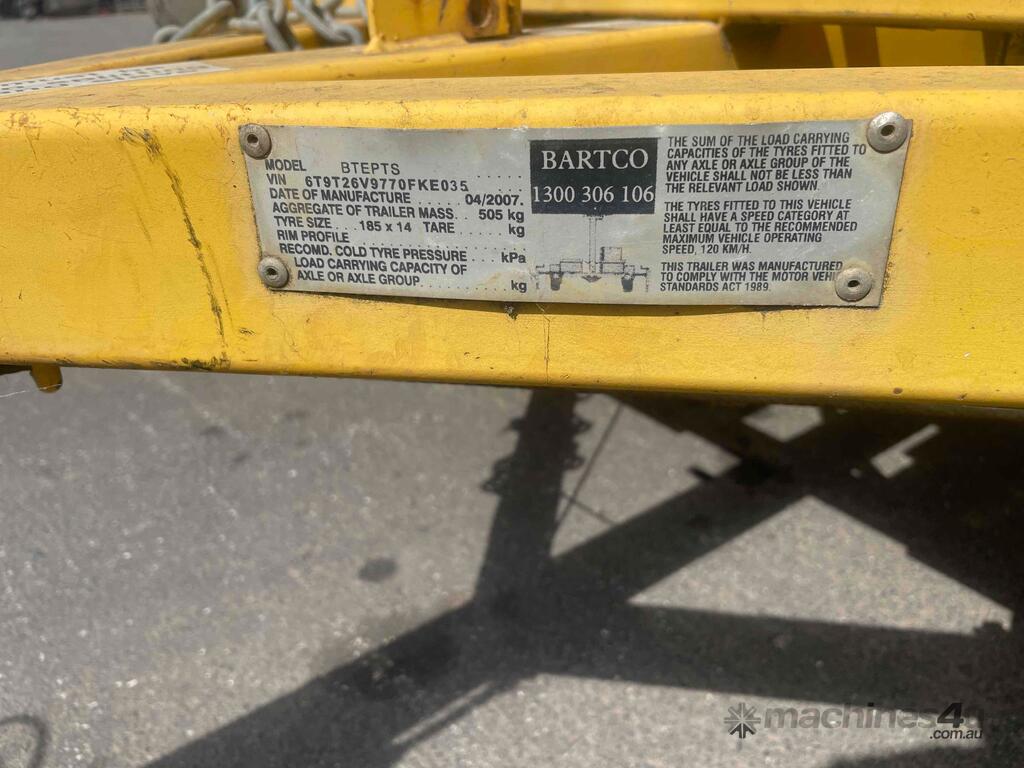 MODEL BTEPTS
VIN 6T9T26V9770FKE035
DATE OF MANUFACTURE 04/2007.
AGGREGATE OF TRAILER MASS. 505 kg
TYRE SIZE . . 185 x 14 TARE . . . . . kg
RIM PROFILE
RECOMD. COLD TYRE PRESSURE . . . . kPa
LOAD CARRYING CAPACITY OF
AXLE OR AXLE GROUP. . . . . . . . . . kg
BARTCO
1300 306 106
THE SUM OF THE LOAD CARRYING
CAPACITIES OF THE TYRES FITTED TO
ANY AXLE OR AXLE GROUP OF THE
VEHICLE SHALL NOT BE LESS THAN
THE RELEVANT LOAD SHOWN.
THE TYRES FITTED TO THIS VEHICLE
SHALL HAVE A SPEED CATEGORY AT
LEAST EQUAL TO THE RECOMMENDED
MAXIMUM VEHICLE OPERATING
SPEED, 120 KM/H.
THIS TRAILER WAS MANUFACTURED
TO COMPLY WITH THE MOTOR VEHI
STANDARDS ACT 1989.
machines4u
.com.au